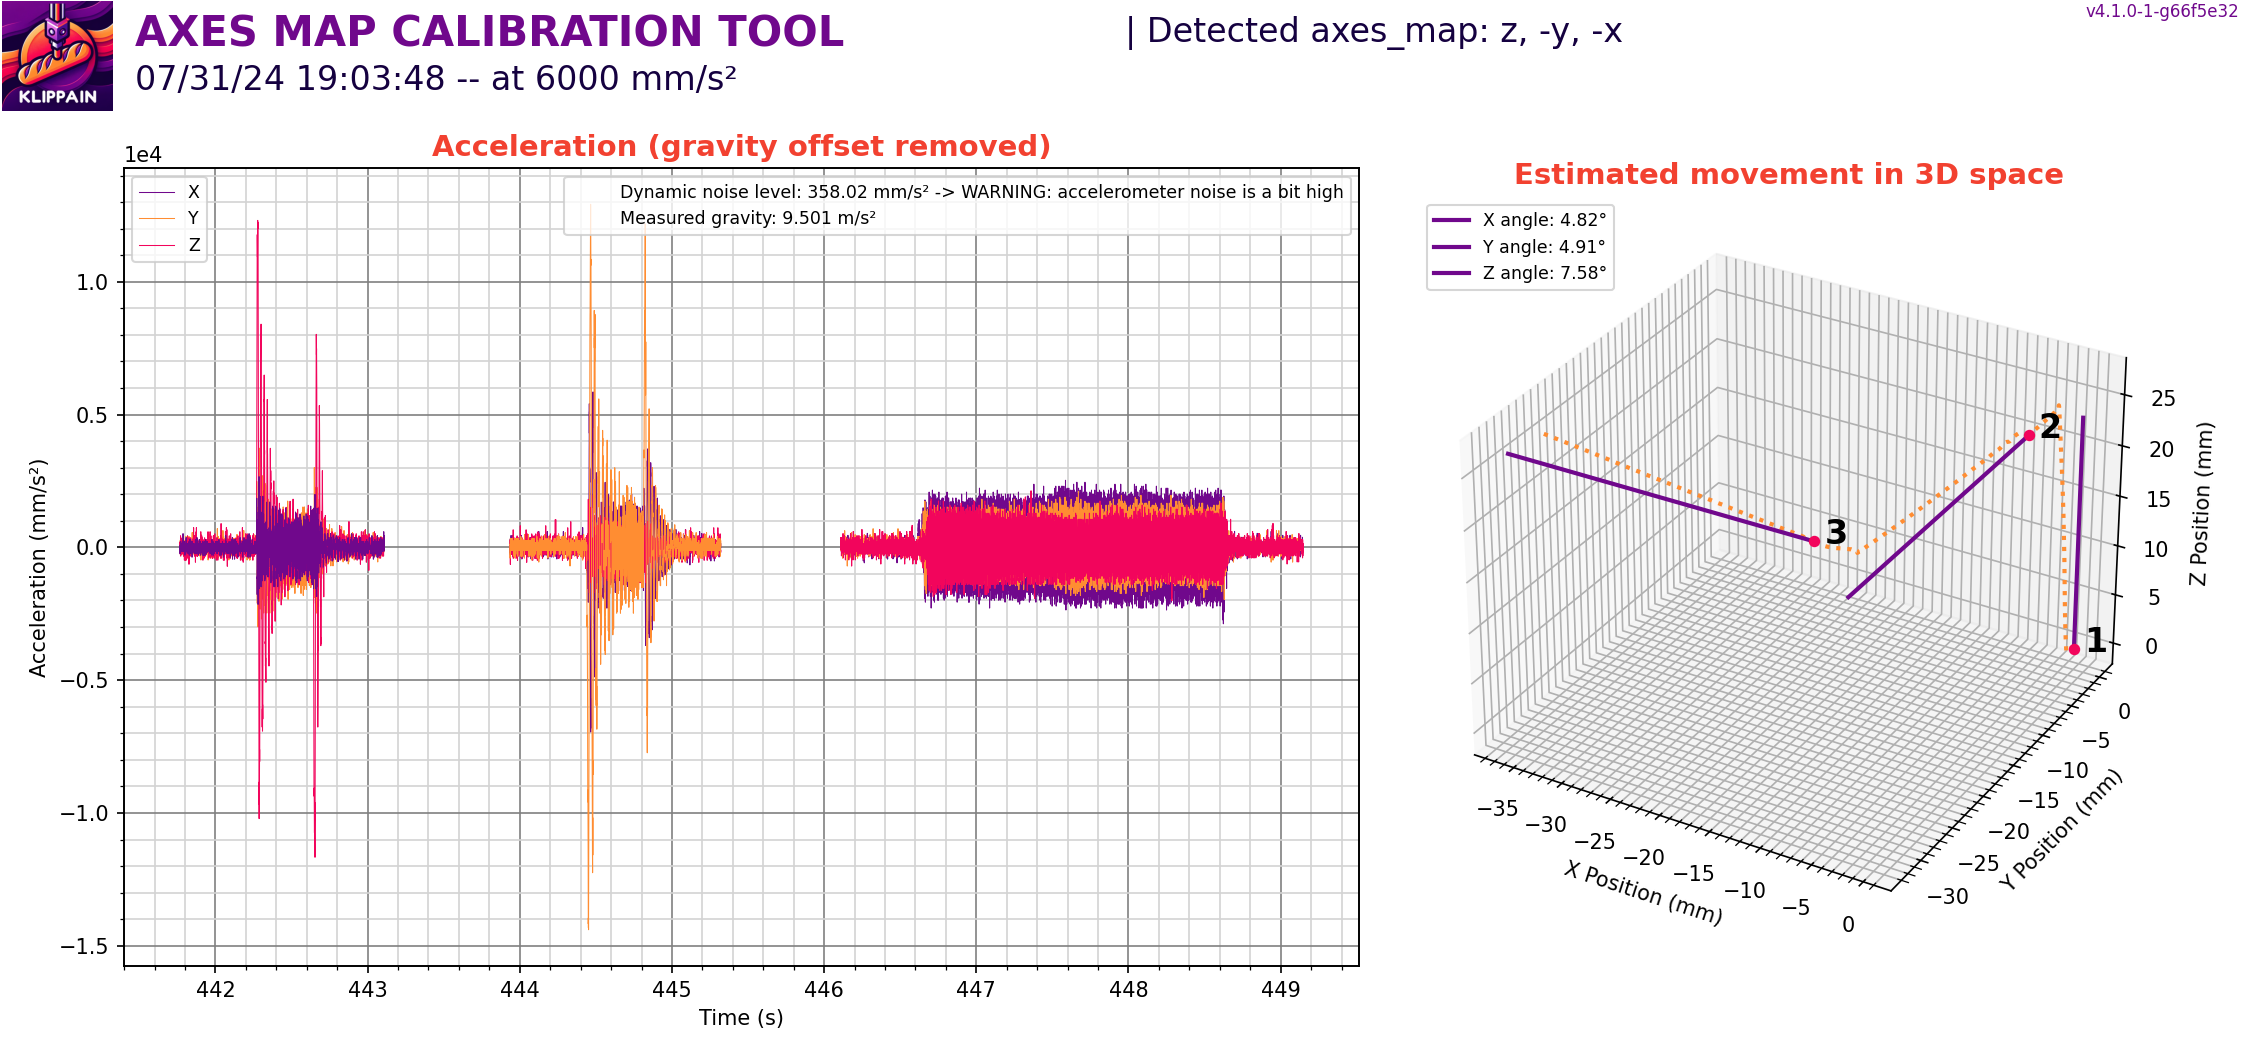 AXES MAP CALIBRATION TOOL
| Detected axes_map: z, -y, -x
v4.1.0-1-g66f5e32
07/31/24 19:03:48 -- at 6000 mm/s²
KLIPPAIN
Acceleration (gravity offset removed)
1e4
X
Y
Z
Dynamic noise level: 358.02 mm/s² -> WARNING: accelerometer noise is a bit high
Measured gravity: 9.501 m/s²
1.0
0.5
0.0
−0.5
−1.0
−1.5
Acceleration (mm/s²)
442
443
444
445
446
447
448
449
Time (s)
Estimated movement in 3D space
X angle: 4.82°
Y angle: 4.91°
Z angle: 7.58°
1
2
3
25
20
15
10
5
0
Z Position (mm)
0
−5
−10
−15
−20
−25
−30
Y Position (mm)
−35
−30
−25
−20
−15
−10
−5
0
X Position (mm)